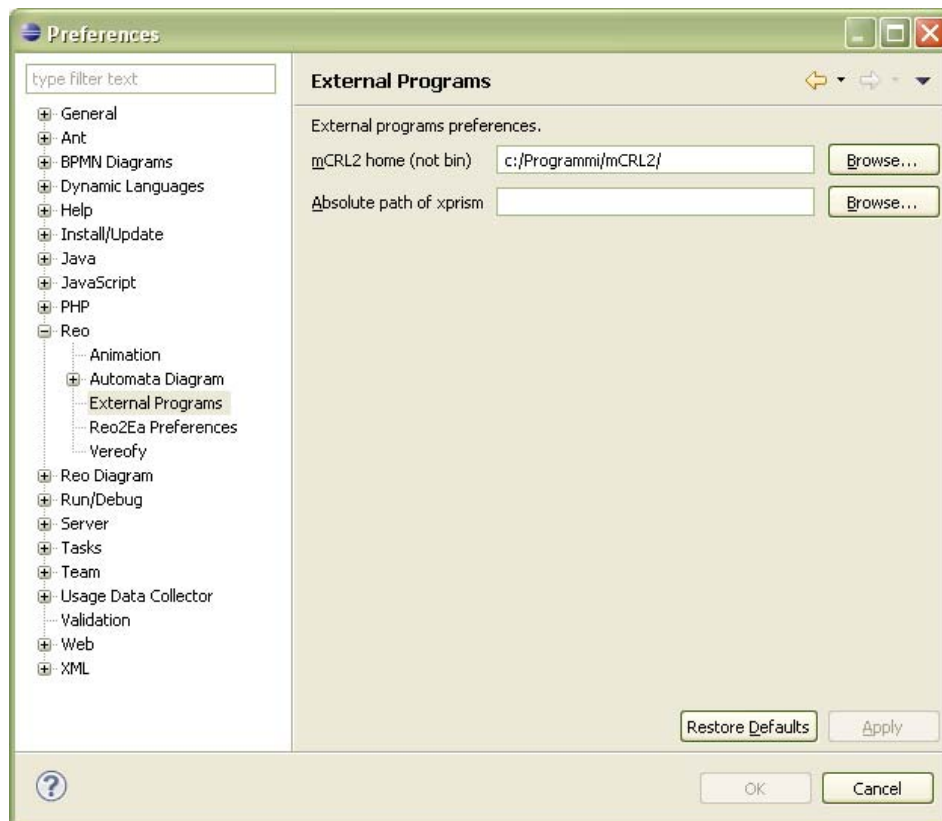 Preferences
type filter text
General
Ant
BPMN Diagrams
Dynamic Languages
Help
Install/Update
Java
JavaScript
PHP
Reo
Animation
Automata Diagram
External Programs
Reo2Ea Preferences
Vereofy
Reo Diagram
Run/Debug
Server
Tasks
Team
Usage Data Collector
Validation
Web
XML
External Programs
External programs preferences.
mCRL2 home (not bin) c:/Programmi/mCRL2/ Browse...
Absolute path of xprism Browse...
Restore Defaults Apply
? OK Cancel